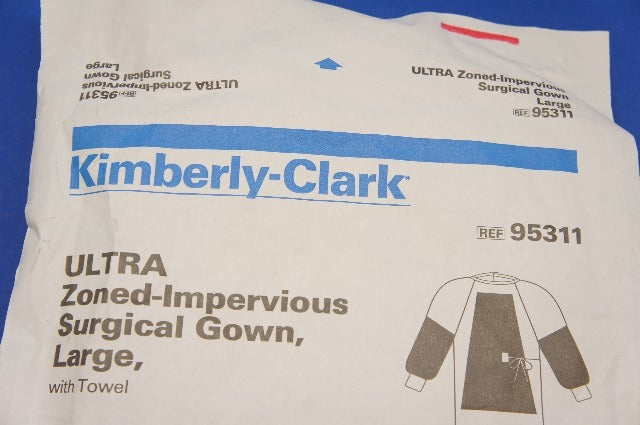 ULTRA Zoned-Impervious
Surgical Gown
Large
REF 95311
ULTRA Zoned-Impervious
Surgical Gown
Large
REF 95311
Kimberly-Clark*
REF 95311
ULTRA
Zoned-Impervious
Surgical Gown,
Large,
with Towel